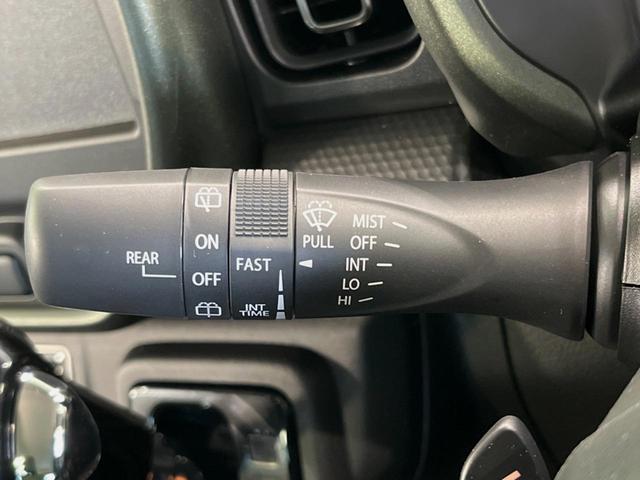 REAR
ON
OFF
FAST
INT
TIME
PULL
MIST
OFF
INT
LO
HI